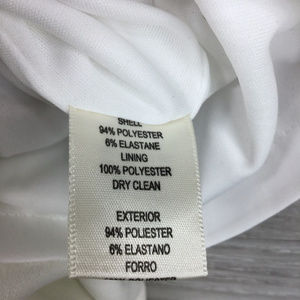 SHELL
94% POLYESTER
6% ELASTANE
LINING
100% POLYESTER
DRY CLEAN
EXTERIOR
94% POLIESTER
6% ELASTANO
FORRO